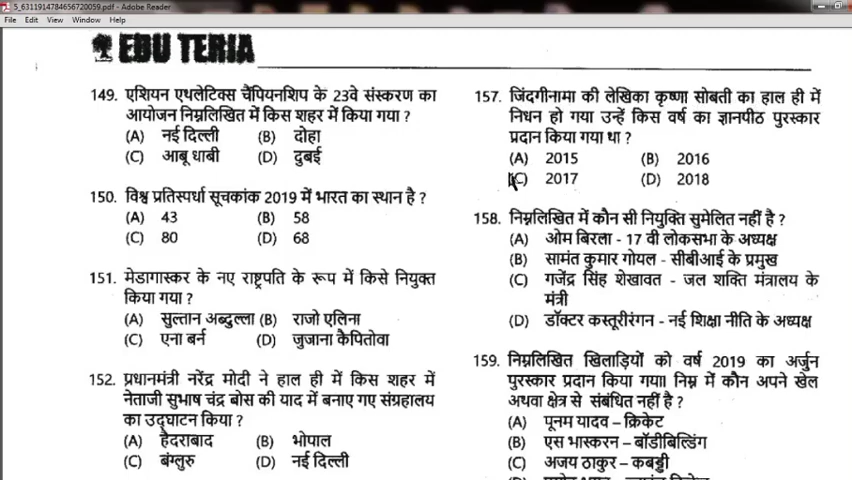 5_6311914784656720059.pdf - Adobe Reader
File Edit View Window Help
EDU TERIA
149. एशियन एथलेटिक्स चैंपियनशिप के 23वे संस्करण का
आयोजन निम्नलिखित में किस शहर में किया गया ?
(A) नई दिल्ली (B) दोहा
(C) आबू धाबी (D) दुबई
150. विश्व प्रतिस्पर्धा सूचकांक 2019 में भारत का स्थान है ?
(A) 43 (B) 58
(C) 80 (D) 68
151. मेडागास्कर के नए राष्ट्रपति के रूप में किसे नियुक्त
किया गया ?
(A) सुल्तान अब्दुल्ला (B) राजो एलिना
(C) एना बर्न (D) जुजाना कैपितोवा
152. प्रधानमंत्री नरेंद्र मोदी ने हाल ही में किस शहर में
नेताजी सुभाष चंद्र बोस की याद में बनाए गए संग्रहालय
का उद्घाटन किया ?
(A) हैदराबाद (B) भोपाल
(C) बंग्लुरु (D) नई दिल्ली
157. जिंदगीनामा की लेखिका कृष्णा सोबती का हाल ही में
निधन हो गया उन्हें किस वर्ष का ज्ञानपीठ पुरस्कार
प्रदान किया गया था ?
(A) 2015 (B) 2016
(C) 2017 (D) 2018
158. निम्नलिखित में कौन सी नियुक्ति सुमेलित नहीं है ?
(A) ओम बिरला - 17 वी लोकसभा के अध्यक्ष
(B) सामंत कुमार गोयल - सीबीआई के प्रमुख
(C) गजेंद्र सिंह शेखावत - जल शक्ति मंत्रालय के
मंत्री
(D) डॉक्टर कस्तूरीरंगन - नई शिक्षा नीति के अध्यक्ष
159. निम्नलिखित खिलाड़ियों को वर्ष 2019 का अर्जुन
पुरस्कार प्रदान किया गया। निम्न में कौन अपने खेल
अथवा क्षेत्र से संबंधित नहीं है ?
(A) पूनम यादव – क्रिकेट
(B) एस भास्करन – बॉडीबिल्डिंग
(C) अजय ठाकुर – कबड्डी